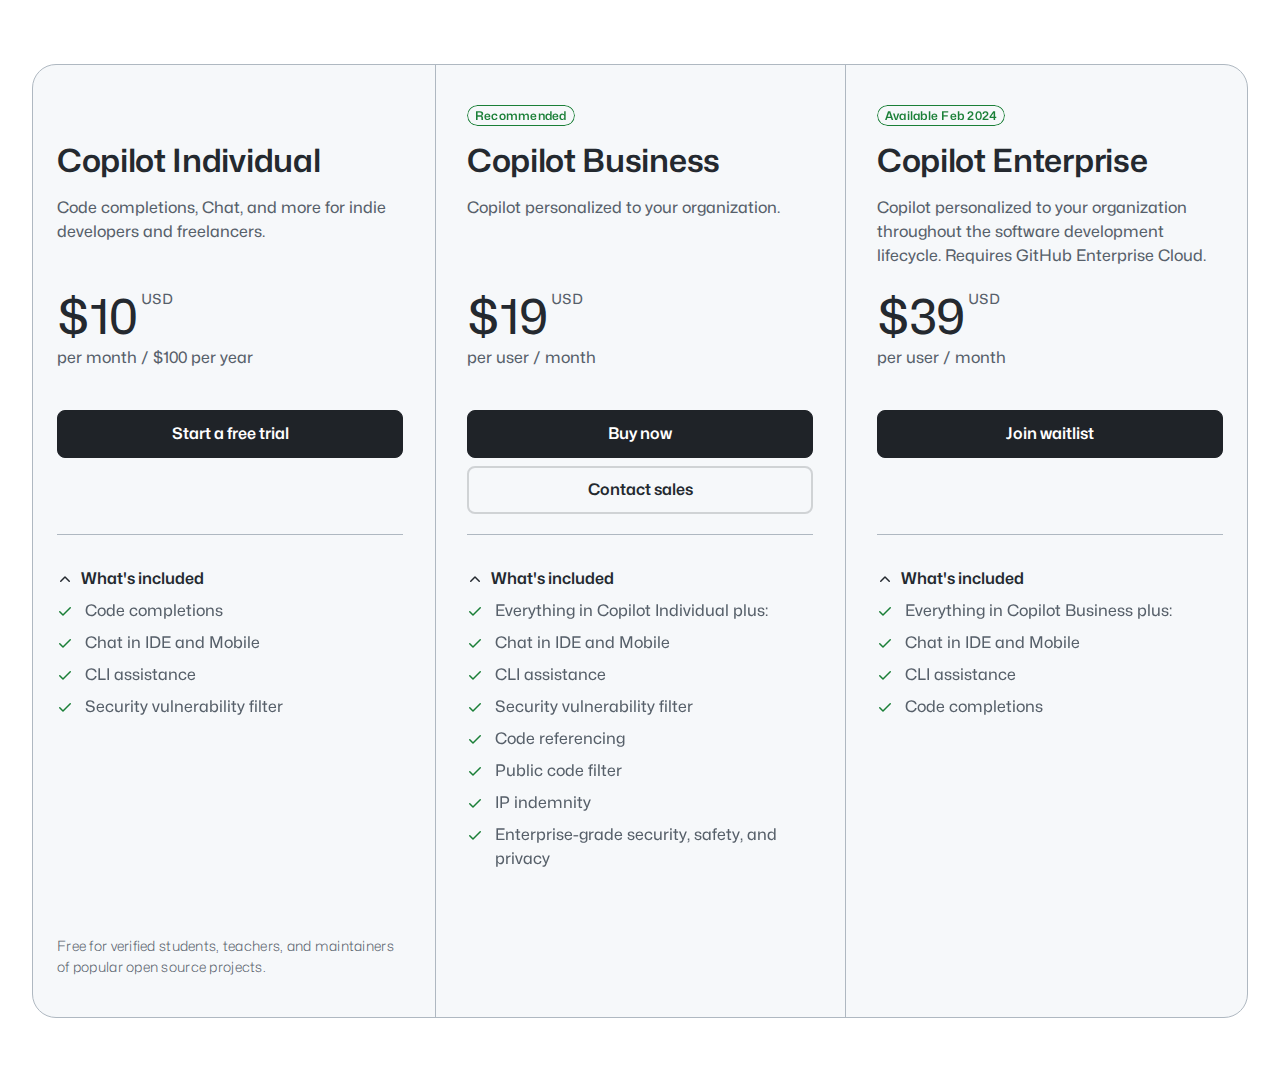 Copilot Individual
Code completions, Chat, and more for indie
developers and freelancers.
$10 USD
per month / $100 per year
Start a free trial
What's included
Code completions
Chat in IDE and Mobile
CLI assistance
Security vulnerability filter
Free for verified students, teachers, and maintainers
of popular open source projects.
Recommended
Copilot Business
Copilot personalized to your organization.
$19 USD
per user / month
Buy now
Contact sales
What's included
Everything in Copilot Individual plus:
Chat in IDE and Mobile
CLI assistance
Security vulnerability filter
Code referencing
Public code filter
IP indemnity
Enterprise-grade security, safety, and
privacy
Available Feb 2024
Copilot Enterprise
Copilot personalized to your organization
throughout the software development
lifecycle. Requires GitHub Enterprise Cloud.
$39 USD
per user / month
Join waitlist
What's included
Everything in Copilot Business plus:
Chat in IDE and Mobile
CLI assistance
Code completions